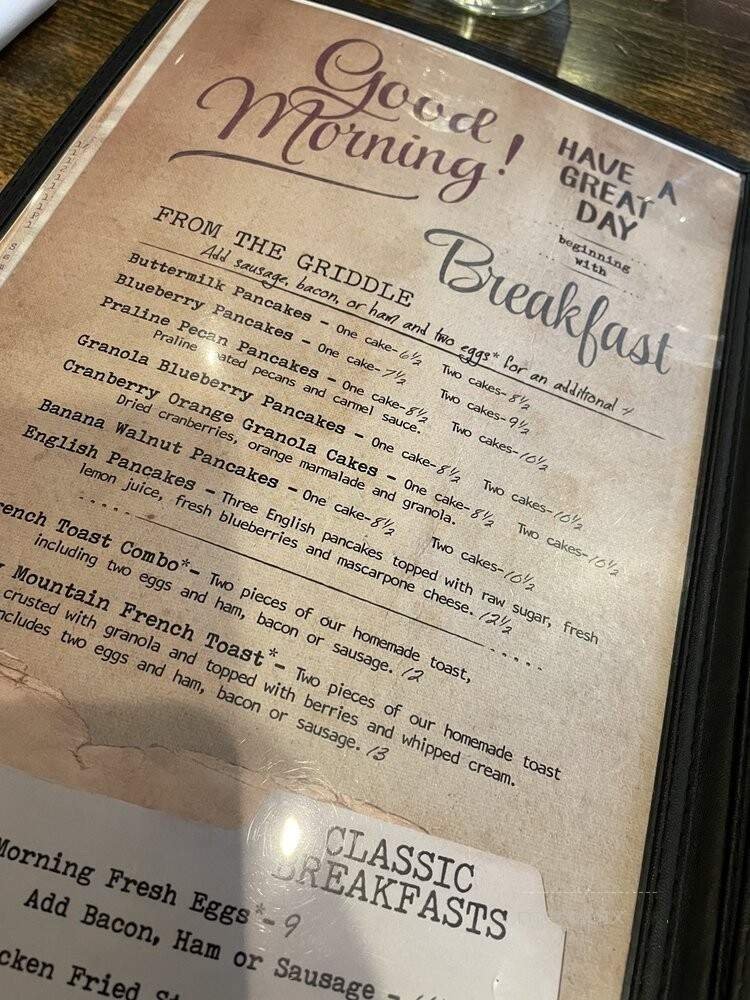 Good
Morning!
HAVE A
GREAT
DAY
beginning
with
Breakfast
FROM THE GRIDDLE
Add sausage, bacon, or ham and two eggs* for an additional 4
Buttermilk Pancakes - One cake-6½ Two cakes-8½
Blueberry Pancakes - One cake-7½ Two cakes-9½
Praline Pecan Pancakes - One cake-8½ Two cakes-10½
Praline coated pecans and carmel sauce.
Granola Blueberry Pancakes - One cake-8½ Two cakes-10½
Cranberry Orange Granola Cakes - One cake-8½ Two cakes-10½
Dried cranberries, orange marmalade and granola.
Banana Walnut Pancakes - One cake-8½ Two cakes-10½
English Pancakes - Three English pancakes topped with raw sugar, fresh
lemon juice, fresh blueberries and mascarpone cheese. 12½
rench Toast Combo*- Two pieces of our homemade toast,
including two eggs and ham, bacon or sausage. 12
Mountain French Toast*- Two pieces of our homemade toast
crusted with granola and topped with berries and whipped cream.
ncludes two eggs and ham, bacon or sausage. 13
CLASSIC
BREAKFASTS
Morning Fresh Eggs*- 9
Add Bacon, Ham or Sausage -
cken Fried